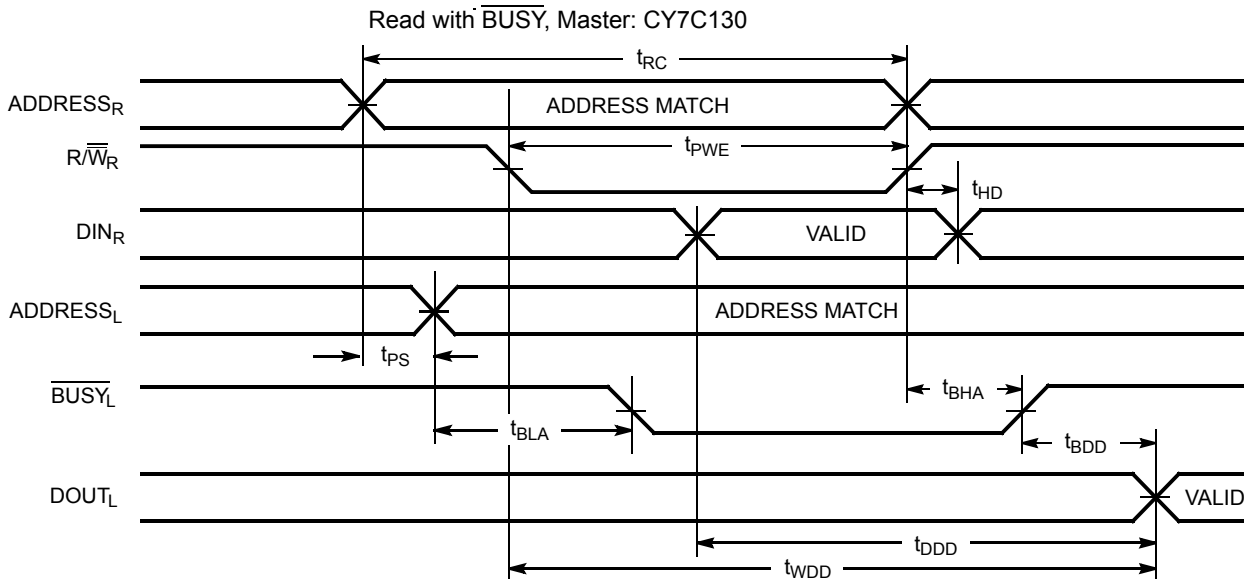 Read with BUSY, Master: CY7C130
tRC
ADDRESSR
ADDRESS MATCH
R/WR
tPWE
tHD
DINR
VALID
ADDRESSL
ADDRESS MATCH
tPS
BUSYL
tBHA
tBLA
tBDD
DOUTL
VALID
tDDD
tWDD